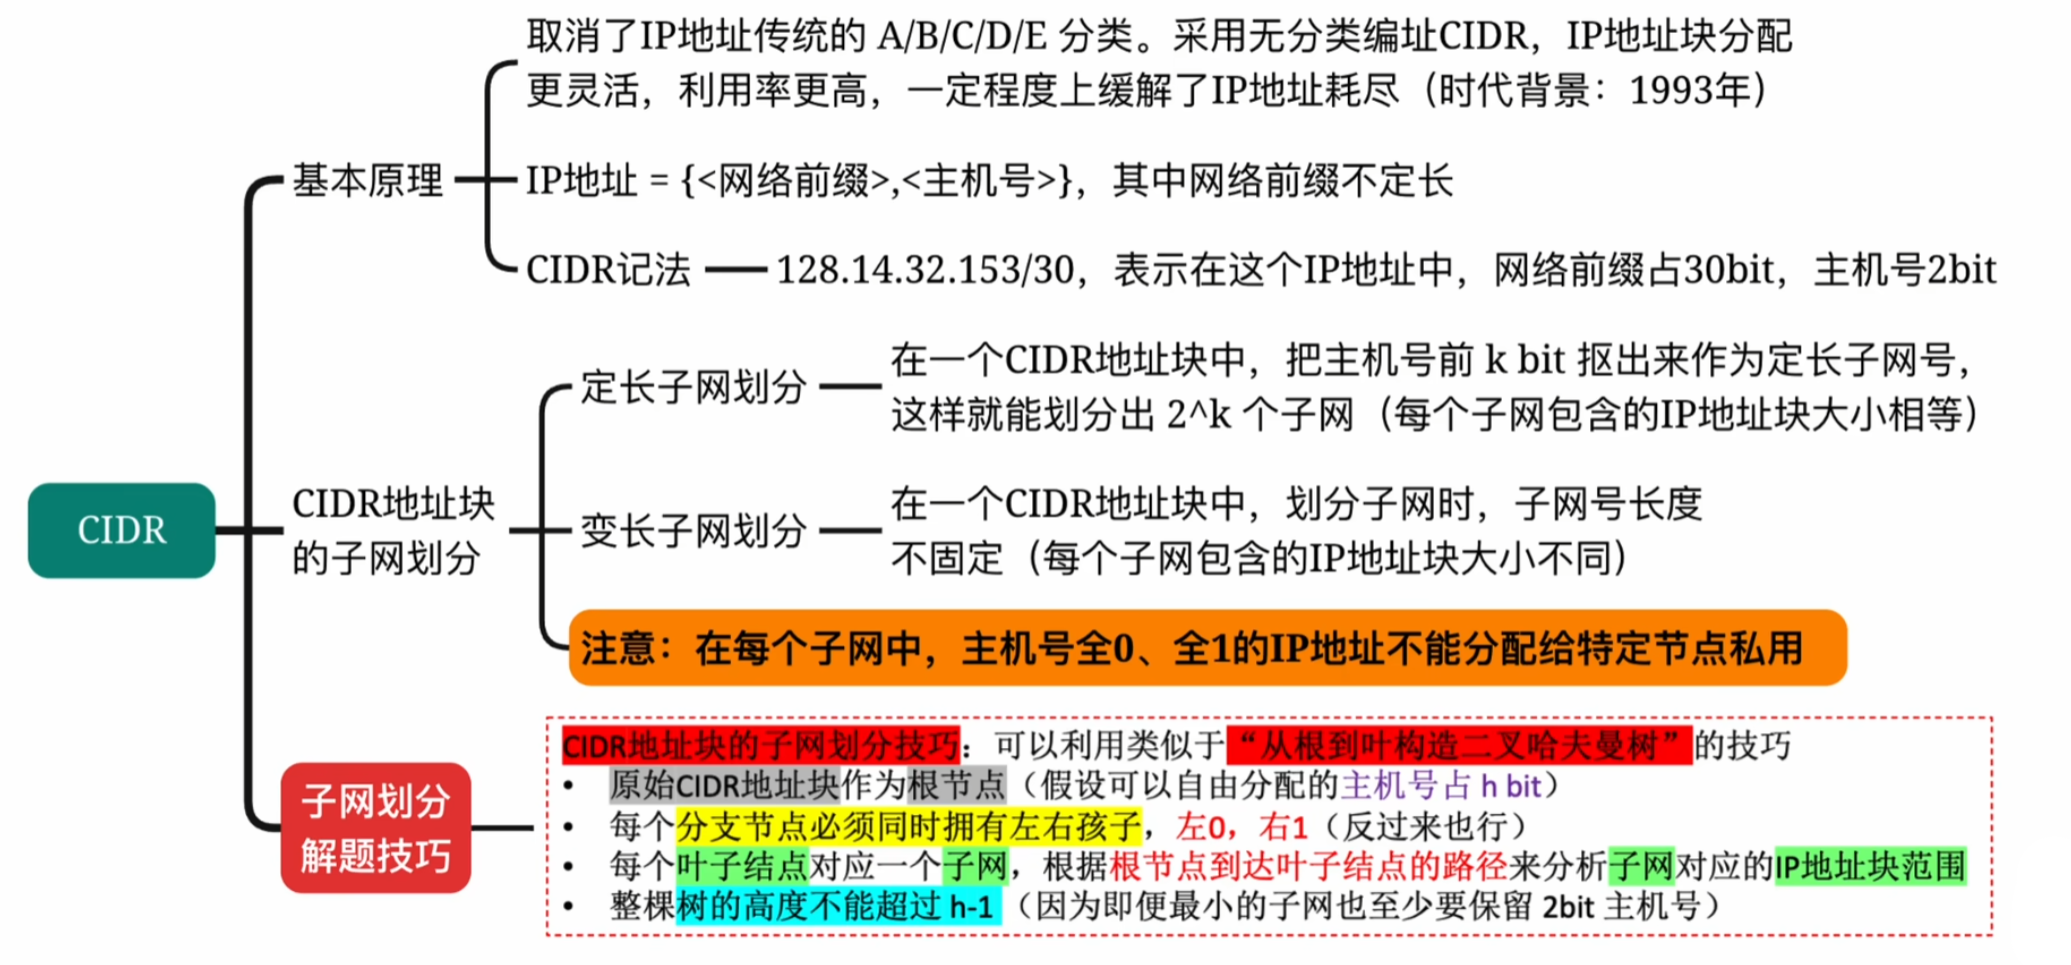 取消了IP地址传统的 A/B/C/D/E 分类。采用无分类编址CIDR，IP地址块分配
更灵活，利用率更高，一定程度上缓解了IP地址耗尽（时代背景：1993年）
基本原理
IP地址 = {<网络前缀>,<主机号>}，其中网络前缀不定长
CIDR记法
128.14.32.153/30，表示在这个IP地址中，网络前缀占30bit，主机号2bit
CIDR
CIDR地址块
的子网划分
定长子网划分
在一个CIDR地址块中，把主机号前 k bit 抠出来作为定长子网号，
这样就能划分出 2^k 个子网（每个子网包含的IP地址块大小相等）
变长子网划分
在一个CIDR地址块中，划分子网时，子网号长度
不固定（每个子网包含的IP地址块大小不同）
注意：在每个子网中，主机号全0、全1的IP地址不能分配给特定节点私用
子网划分
解题技巧
CIDR地址块的子网划分技巧：可以利用类似于“从根到叶构造二叉哈夫曼树”的技巧
• 原始CIDR地址块作为根节点（假设可以自由分配的主机号占 h bit）
• 每个分支节点必须同时拥有左右孩子，左0，右1（反过来也行）
• 每个叶子结点对应一个子网，根据根节点到达叶子结点的路径来分析子网对应的IP地址块范围
• 整棵树的高度不能超过 h-1（因为即便最小的子网也至少要保留 2bit 主机号）